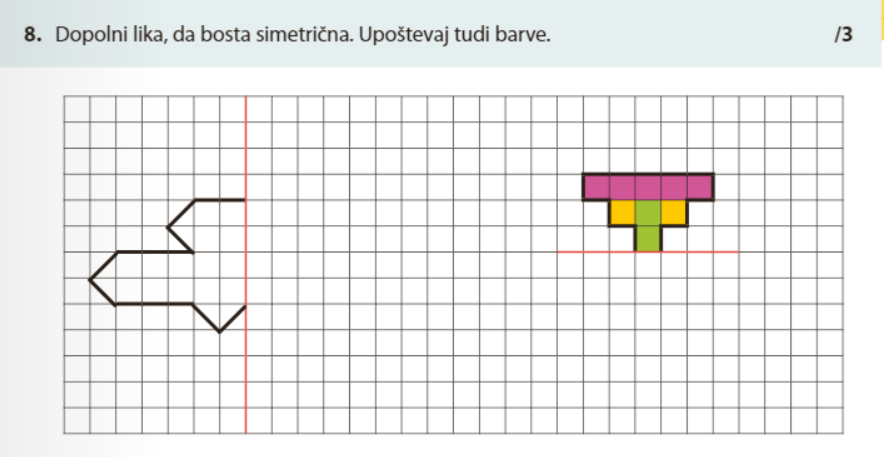 8. Dopolni lika, da bosta simetrična. Upoštevaj tudi barve. /3